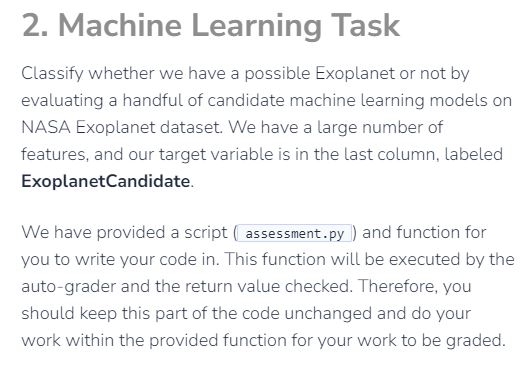 2. Machine Learning Task
Classify whether we have a possible Exoplanet or not by
evaluating a handful of candidate machine learning models on
NASA Exoplanet dataset. We have a large number of
features, and our target variable is in the last column, labeled
ExoplanetCandidate.
We have provided a script ( assessment.py ) and function for
you to write your code in. This function will be executed by the
auto-grader and the return value checked. Therefore, you
should keep this part of the code unchanged and do your
work within the provided function for your work to be graded.